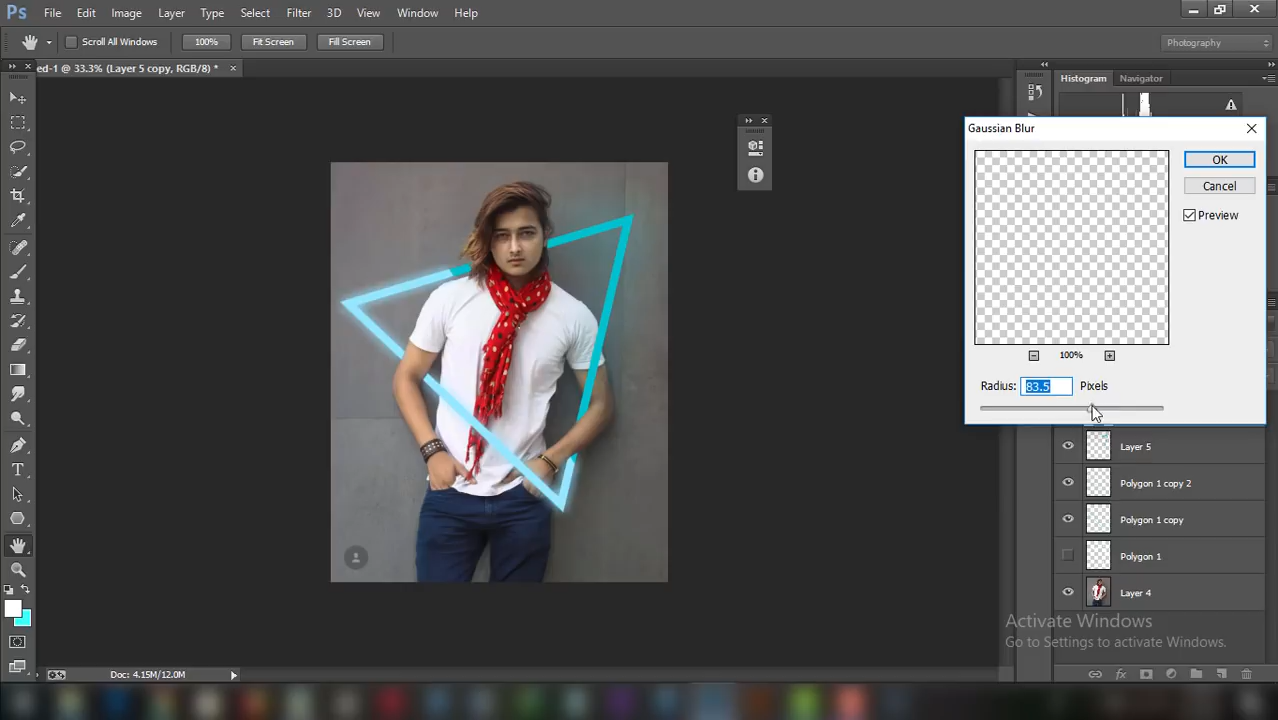 Ps File Edit Image Layer Type Select Filter 3D View Window Help
Scroll All Windows 100% Fit Screen Fill Screen Photography
ed-1 @ 33.3% (Layer 5 copy, RGB/8) *
Histogram Navigator
Gaussian Blur
OK
Cancel
Preview
100%
Radius: 83.5 Pixels
Layer 5
Polygon 1 copy 2
Polygon 1 copy
Polygon 1
Layer 4
Activate Windows
Go to Settings to activate Windows.
Doc: 4.15M/12.0M